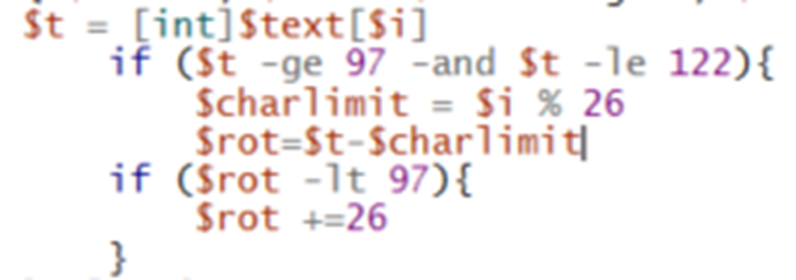 $t = [int]$text[$i]
if ($t -ge 97 -and $t -le 122){
$charlimit = $i % 26
$rot=$t-$charlimit
if ($rot -lt 97){
$rot +=26
}